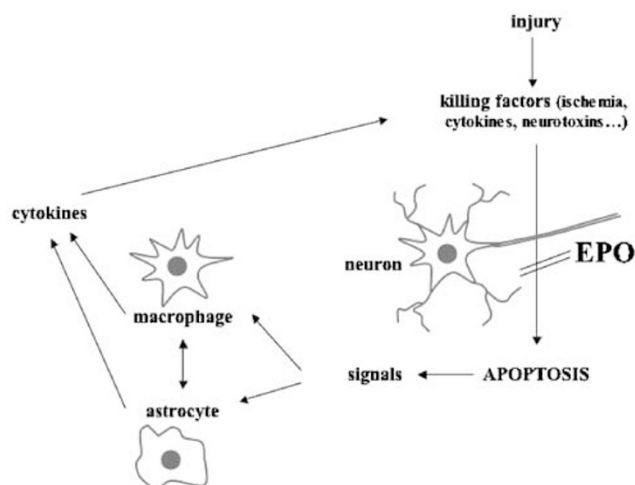 injury
killing factors (ischemia,
cytokines, neurotoxins…)
cytokines
neuron
EPO
macrophage
signals
APOPTOSIS
astrocyte